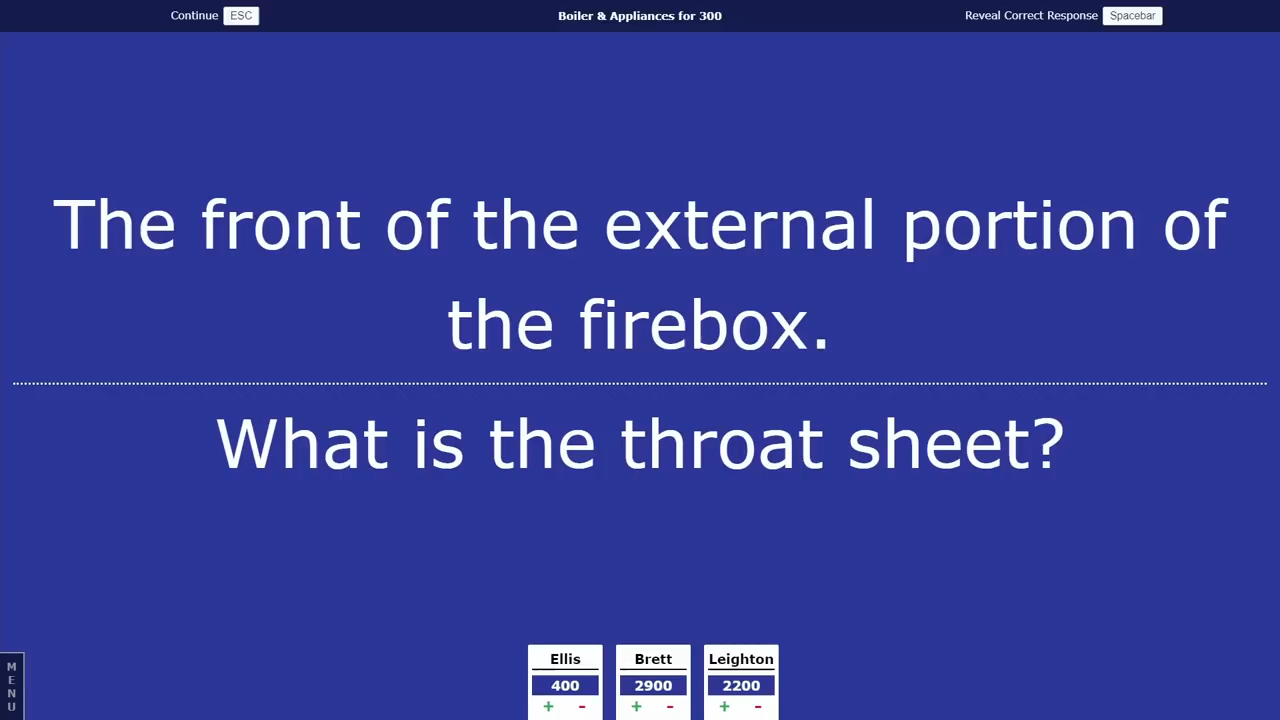 Continue ESC
Boiler & Appliances for 300
Reveal Correct Response Spacebar
The front of the external portion of
the firebox.
What is the throat sheet?
MENU
Ellis Brett Leighton
400 2900 2200
+ - + - + -